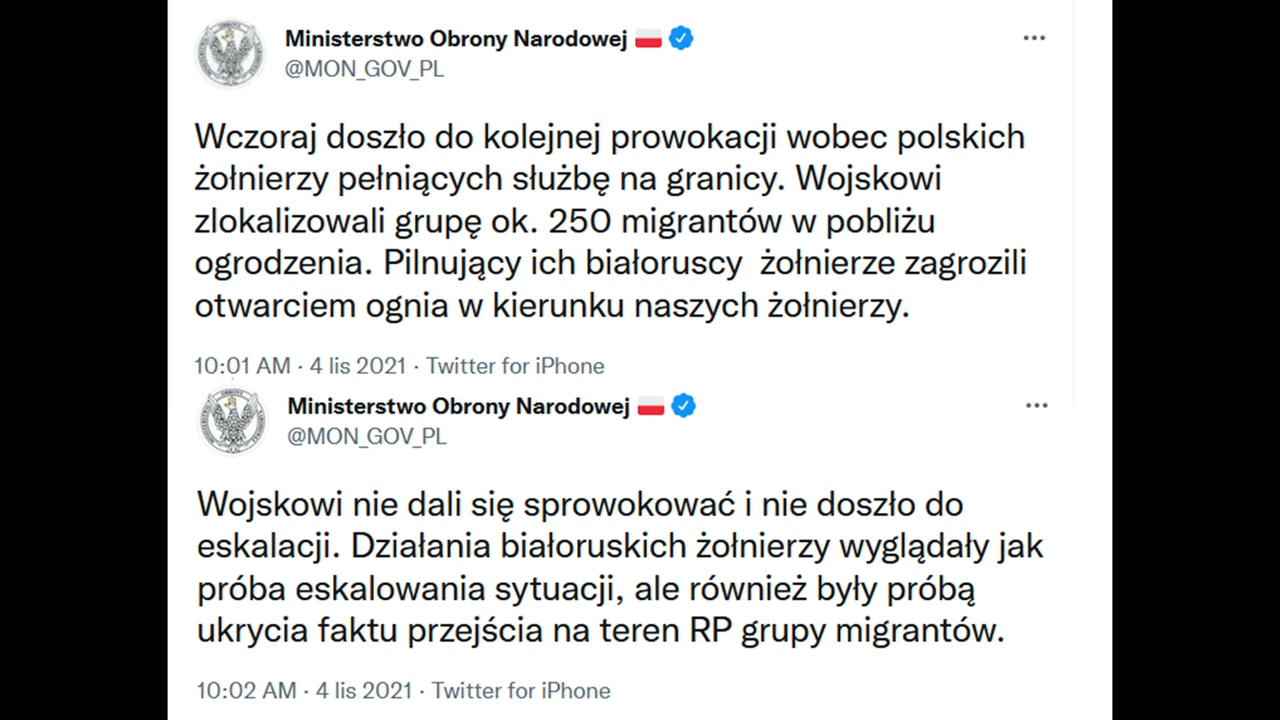 Ministerstwo Obrony Narodowej
@MON_GOV_PL
Wczoraj doszło do kolejnej prowokacji wobec polskich
żołnierzy pełniących służbę na granicy. Wojskowi
zlokalizowali grupę ok. 250 migrantów w pobliżu
ogrodzenia. Pilnujący ich białoruscy  żołnierze zagrozili
otwarciem ognia w kierunku naszych żołnierzy.
10:01 AM · 4 lis 2021 · Twitter for iPhone
Ministerstwo Obrony Narodowej
@MON_GOV_PL
Wojskowi nie dali się sprowokować i nie doszło do
eskalacji. Działania białoruskich żołnierzy wyglądały jak
próba eskalowania sytuacji, ale również były próbą
ukrycia faktu przejścia na teren RP grupy migrantów.
10:02 AM · 4 lis 2021 · Twitter for iPhone